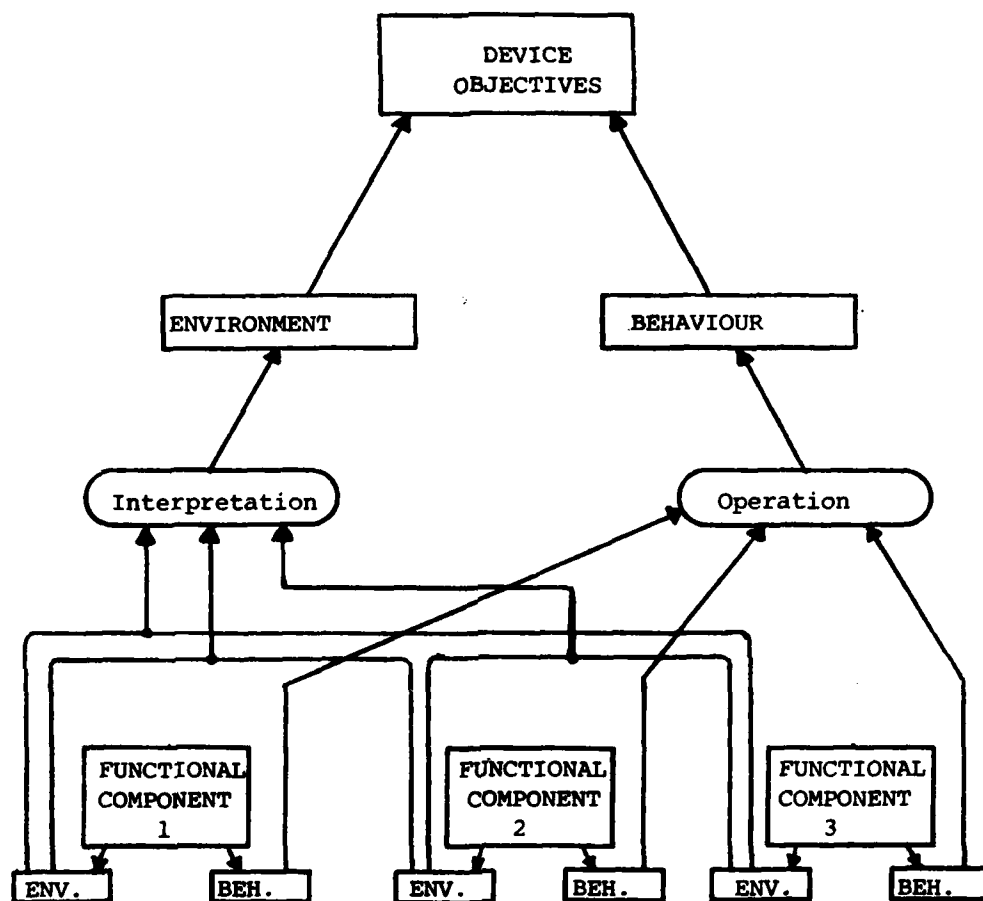 DEVICE
OBJECTIVES
ENVIRONMENT
BEHAVIOUR
Interpretation
Operation
FUNCTIONAL
COMPONENT
1
FUNCTIONAL
COMPONENT
2
FUNCTIONAL
COMPONENT
3
ENV.
BEH.
ENV.
BEH.
ENV.
BEH.